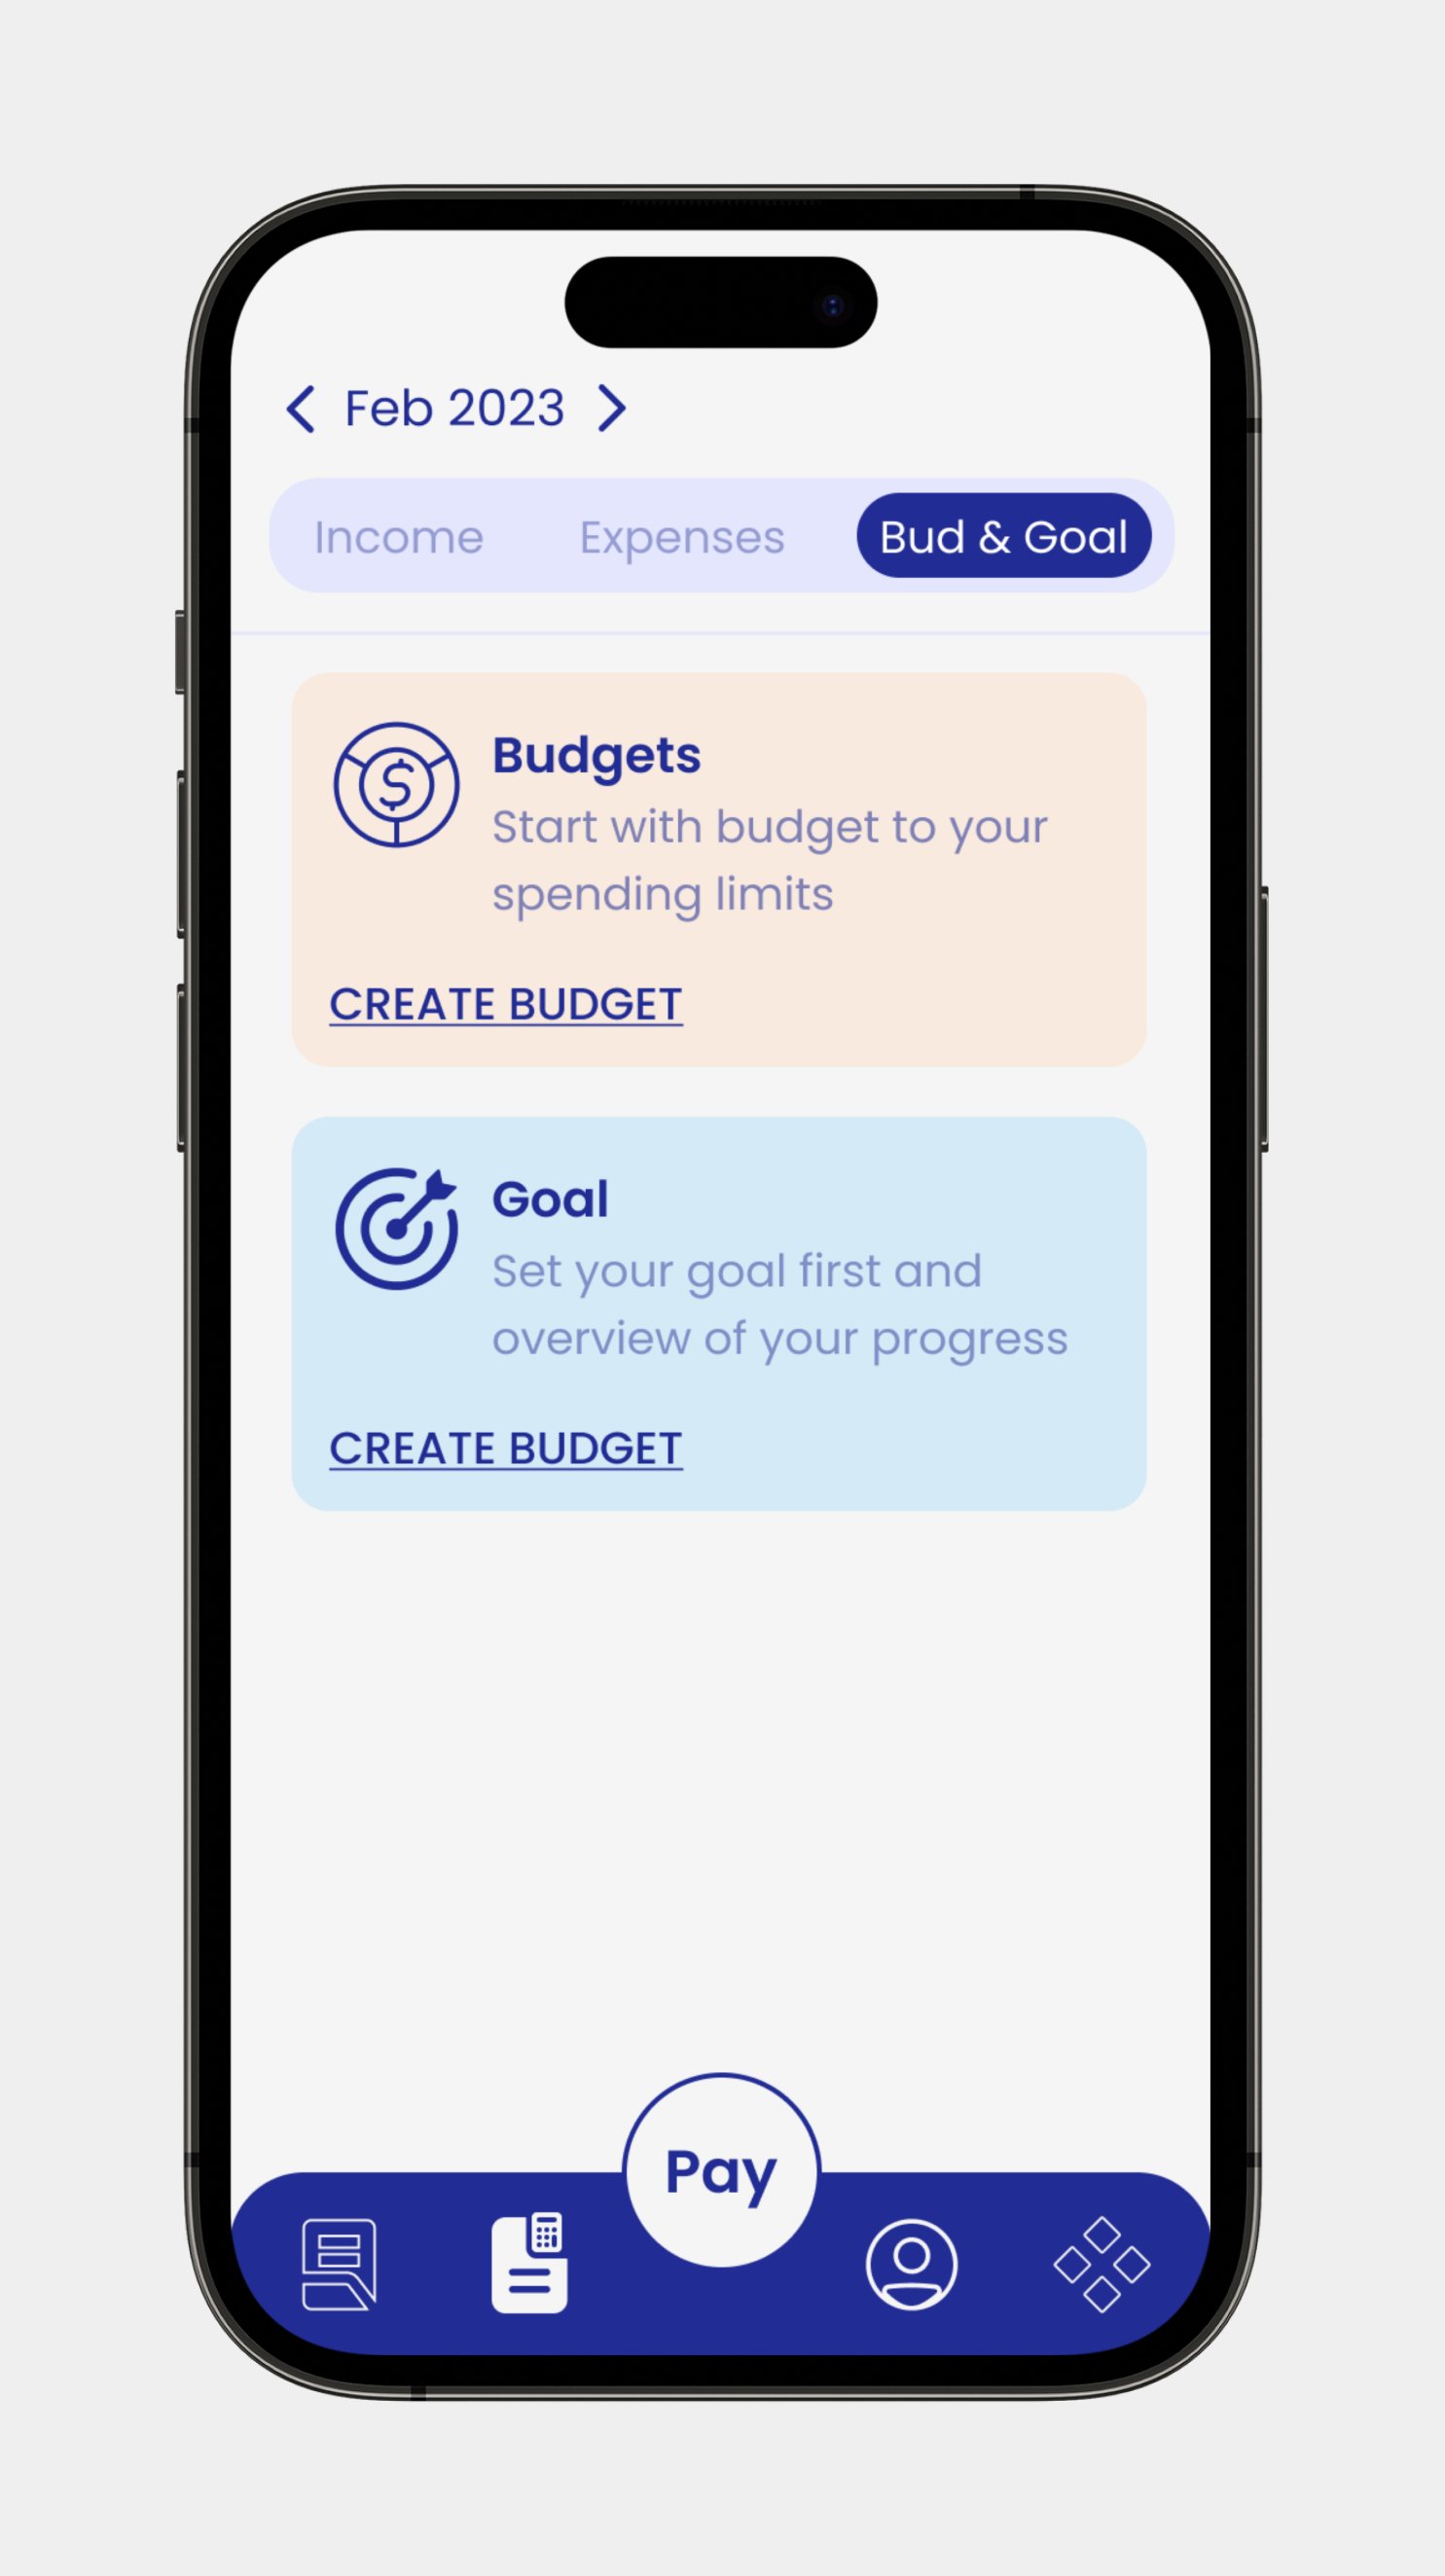 Feb 2023
Income Expenses Bud & Goal
Budgets
Start with budget to your
spending limits
CREATE BUDGET
Goal
Set your goal first and
overview of your progress
CREATE BUDGET
Pay